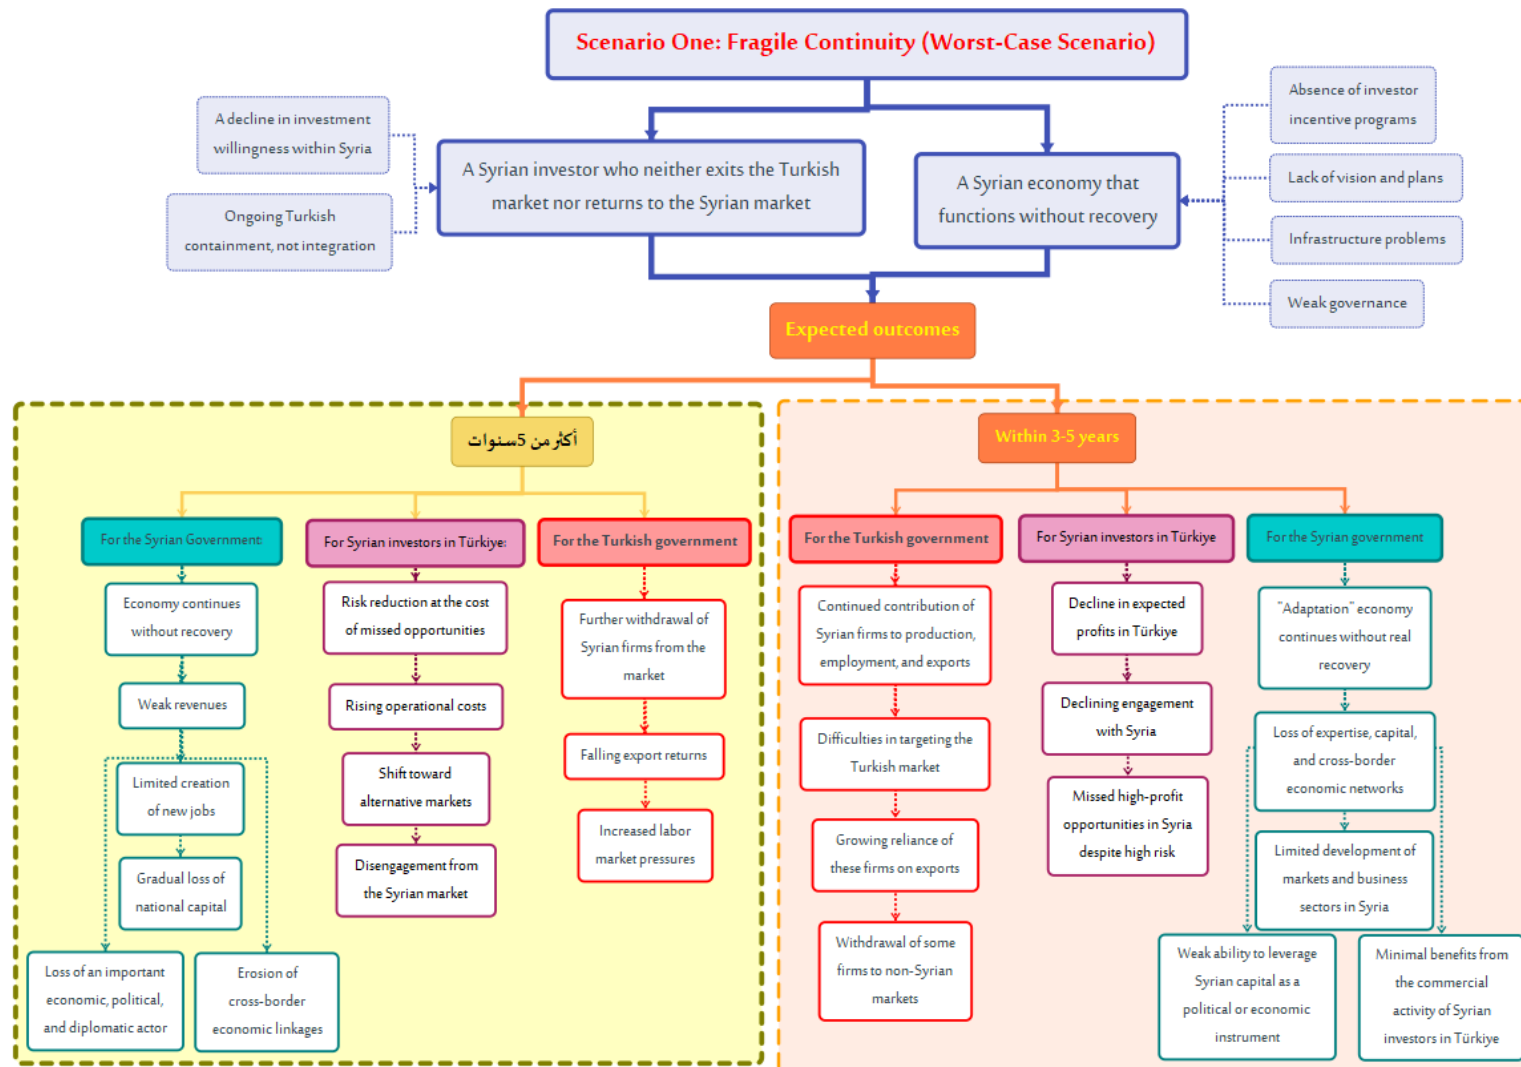 Scenario One: Fragile Continuity (Worst-Case Scenario)
A decline in investment
willingness within Syria
Ongoing Turkish
containment, not integration
A Syrian investor who neither exits the Turkish
market nor returns to the Syrian market
A Syrian economy that
functions without recovery
Absence of investor
incentive programs
Lack of vision and plans
Infrastructure problems
Weak governance
Expected outcomes
أكثر من 5سنوات
For the Syrian Government:
Economy continues
without recovery
Weak revenues
Limited creation
of new jobs
Gradual loss of
national capital
Loss of an important
economic, political,
and diplomatic actor
Erosion of
cross-border
economic linkages
For Syrian investors in Türkiye:
Risk reduction at the cost
of missed opportunities
Rising operational costs
Shift toward
alternative markets
Disengagement from
the Syrian market
For the Turkish government
Further withdrawal of
Syrian firms from the
market
Falling export returns
Increased labor
market pressures
Within 3-5 years
For the Turkish government
Continued contribution of
Syrian firms to production,
employment, and exports
Difficulties in targeting the
Turkish market
Growing reliance of
these firms on exports
Withdrawal of some
firms to non-Syrian
markets
For Syrian investors in Türkiye
Decline in expected
profits in Türkiye
Declining engagement
with Syria
Missed high-profit
opportunities in Syria
despite high risk
For the Syrian government
"Adaptation" economy
continues without real
recovery
Loss of expertise, capital,
and cross-border
economic networks
Limited development of
markets and business
sectors in Syria
Weak ability to leverage
Syrian capital as a
political or economic
instrument
Minimal benefits from
the commercial
activity of Syrian
investors in Türkiye